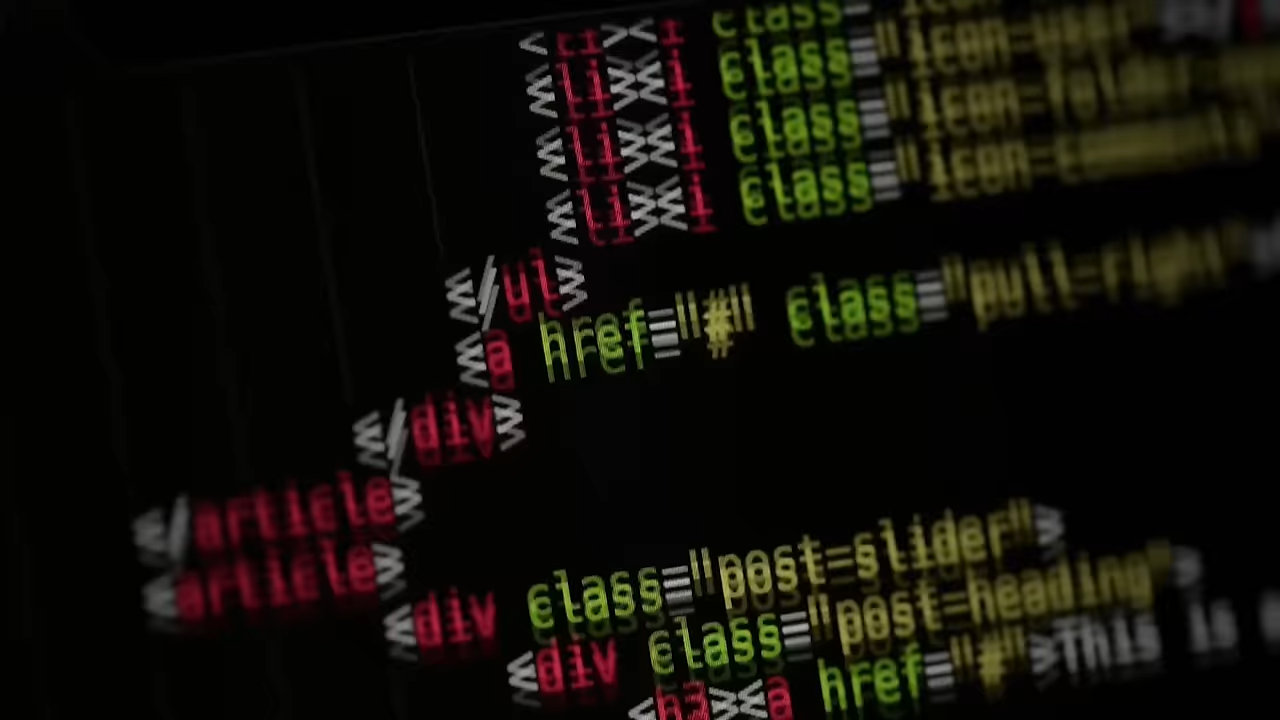 <li><i class="icon-
<li><i class="icon-
<li><i class="icon-
<li><i class="icon-
</ul>
<a href="#" class="pull-
</div>
</article>
<article>
<div class="post-slider">
<div class="post-heading">
<h3><a href="#">This is